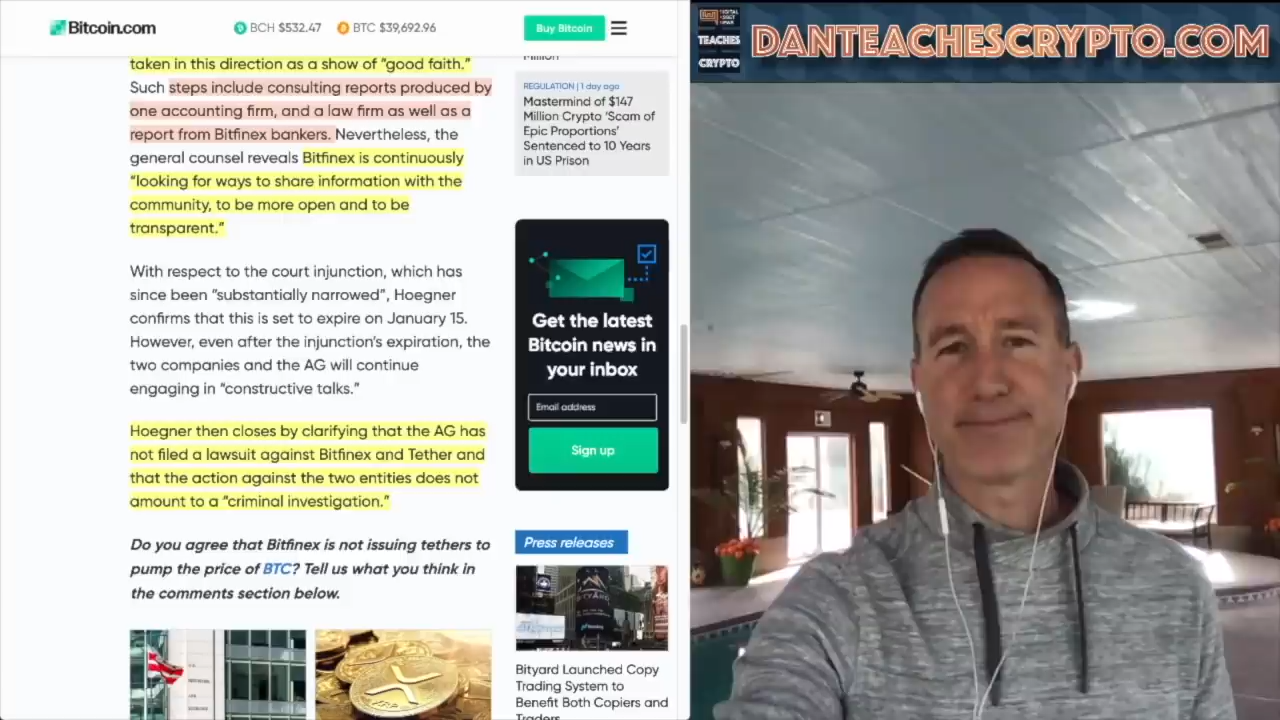 Bitcoin.com
BCH $532.47
BTC $39,692.96
Buy Bitcoin
taken in this direction as a show of "good faith."
Such steps include consulting reports produced by
one accounting firm, and a law firm as well as a
report from Bitfinex bankers. Nevertheless, the
general counsel reveals Bitfinex is continuously
"looking for ways to share information with the
community, to be more open and to be
transparent."
With respect to the court injunction, which has
since been "substantially narrowed", Hoegner
confirms that this is set to expire on January 15.
However, even after the injunction's expiration, the
two companies and the AG will continue
engaging in "constructive talks."
Hoegner then closes by clarifying that the AG has
not filed a lawsuit against Bitfinex and Tether and
that the action against the two entities does not
amount to a "criminal investigation."
Do you agree that Bitfinex is not issuing tethers to
pump the price of BTC? Tell us what you think in
the comments section below.
Million
REGULATION | 1 day ago
Mastermind of $147
Million Crypto 'Scam of
Epic Proportions'
Sentenced to 10 Years
in US Prison
Get the latest
Bitcoin news in
your inbox
Email address
Sign up
Press releases
Bityard Launched Copy
Trading System to
Benefit Both Copiers and
Traders
TEACHES
CRYPTO
DANTEACHESCRYPTO.COM